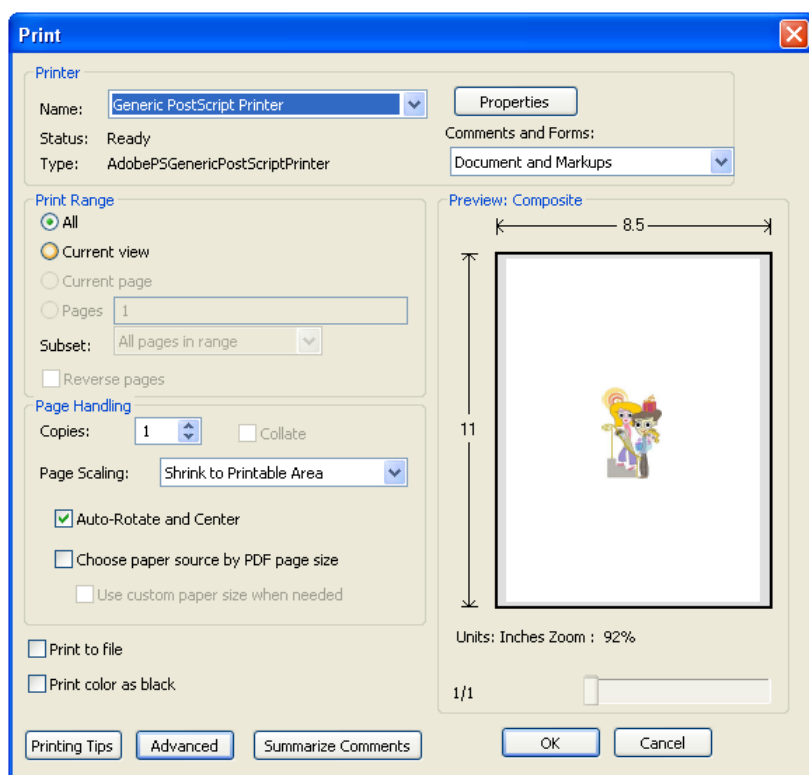 Print
Printer
Name: Generic PostScript Printer
Properties
Status: Ready
Comments and Forms:
Type: AdobePSGenericPostScriptPrinter
Document and Markups
Print Range
All
Current view
Current page
Pages 1
Subset: All pages in range
Reverse pages
Page Handling
Copies: 1 Collate
Page Scaling: Shrink to Printable Area
Auto-Rotate and Center
Choose paper source by PDF page size
Use custom paper size when needed
Print to file
Print color as black
Preview: Composite
8.5
11
Units: Inches Zoom : 92%
1/1
Printing Tips Advanced Summarize Comments OK Cancel